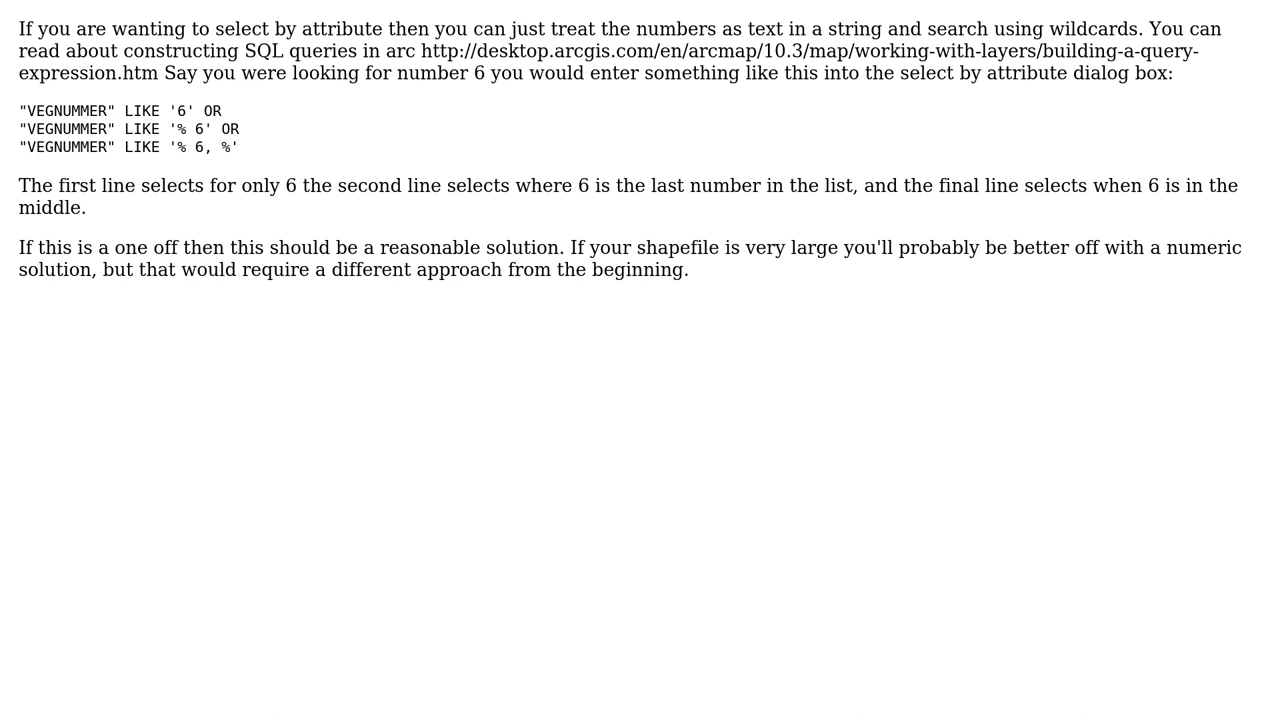 If you are wanting to select by attribute then you can just treat the numbers as text in a string and search using wildcards. You can
read about constructing SQL queries in arc http://desktop.arcgis.com/en/arcmap/10.3/map/working-with-layers/building-a-query-
expression.htm Say you were looking for number 6 you would enter something like this into the select by attribute dialog box:
"VEGNUMMER" LIKE '6' OR
"VEGNUMMER" LIKE '% 6' OR
"VEGNUMMER" LIKE '% 6, %'
The first line selects for only 6 the second line selects where 6 is the last number in the list, and the final line selects when 6 is in the
middle.
If this is a one off then this should be a reasonable solution. If your shapefile is very large you'll probably be better off with a numeric
solution, but that would require a different approach from the beginning.